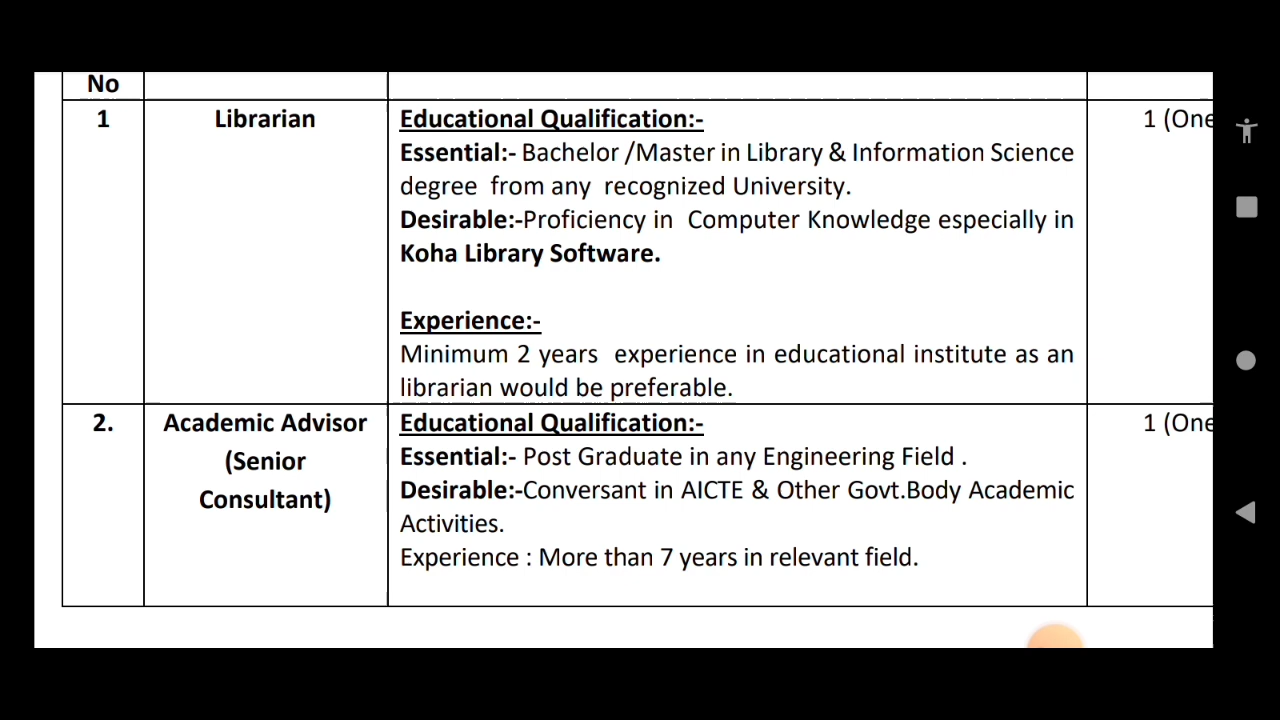 No
1
Librarian
Educational Qualification:-
1 (One
Essential:- Bachelor /Master in Library & Information Science
degree from any recognized University.
Desirable:-Proficiency in Computer Knowledge especially in
Koha Library Software.
Experience:-
Minimum 2 years experience in educational institute as an
librarian would be preferable.
2.
Academic Advisor
(Senior
Consultant)
Educational Qualification:-
1 (One
Essential:- Post Graduate in any Engineering Field .
Desirable:-Conversant in AICTE & Other Govt.Body Academic
Activities.
Experience : More than 7 years in relevant field.